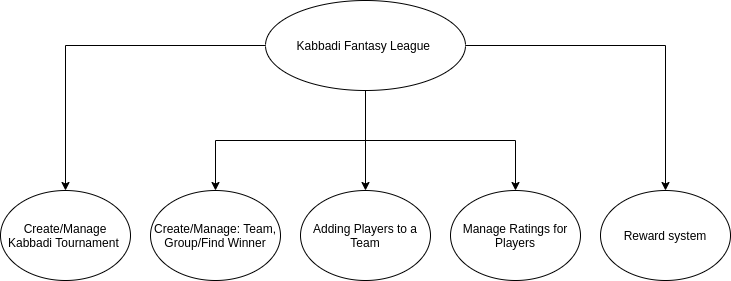 Kabbadi Fantasy League
Create/Manage
Kabbadi Tournament
Create/Manage: Team,
Group/Find Winner
Adding Players to a
Team
Manage Ratings for
Players
Reward system